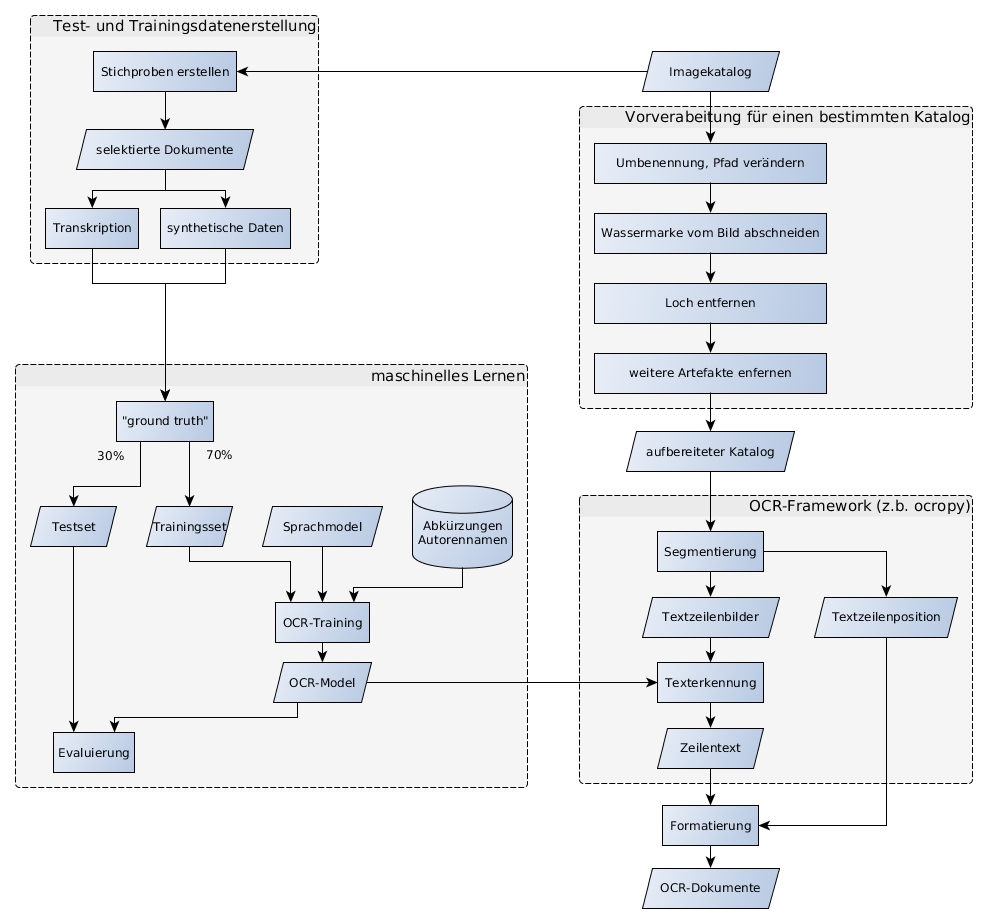 Test- und Trainingsdatenerstellung
Stichproben erstellen
selektierte Dokumente
Transkription
synthetische Daten
Imagekatalog
Vorverabeitung für einen bestimmten Katalog
Umbenennung, Pfad verändern
Wassermarke vom Bild abschneiden
Loch entfernen
weitere Artefakte enfernen
aufbereiteter Katalog
maschinelles Lernen
"ground truth"
30%
70%
Testset
Trainingsset
Sprachmodel
Abkürzungen
Autorennamen
OCR-Training
OCR-Model
Evaluierung
OCR-Framework (z.b. ocropy)
Segmentierung
Textzeilenbilder
Textzeilenposition
Texterkennung
Zeilentext
Formatierung
OCR-Dokumente